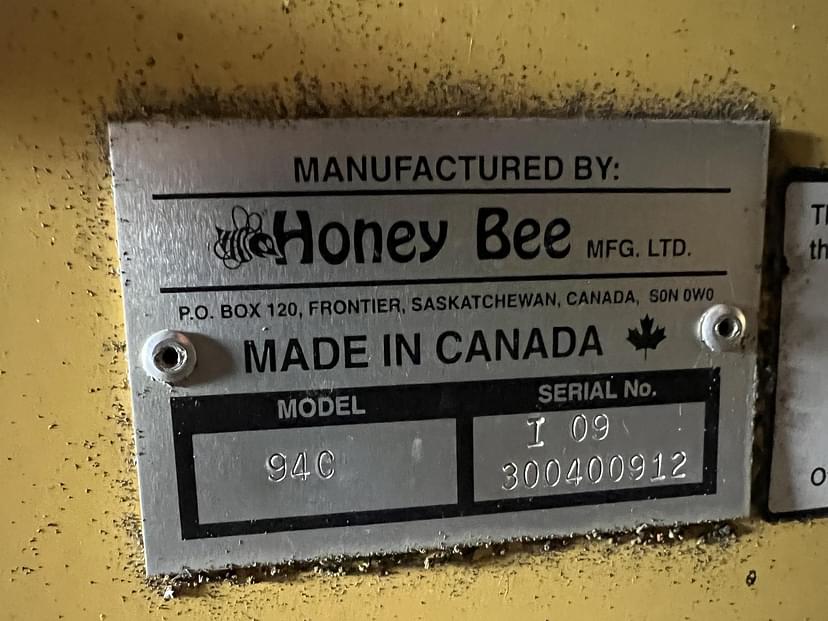 MANUFACTURED BY:
Honey Bee MFG. LTD.
P.O. BOX 120, FRONTIER, SASKATCHEWAN, CANADA, S0N 0W0
MADE IN CANADA
MODEL
SERIAL No.
94C
I 09
300400912